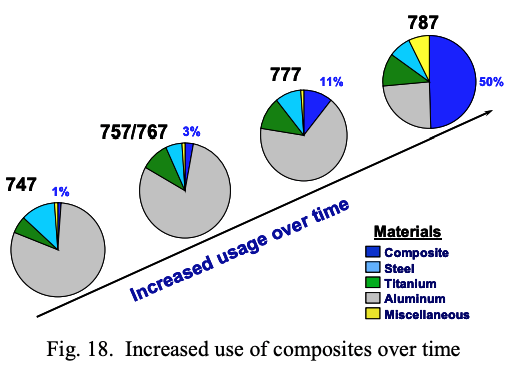 787
50%
777
11%
757/767
3%
747
1%
Increased usage over time
Materials
Composite
Steel
Titanium
Aluminum
Miscellaneous
Fig. 18. Increased use of composites over time